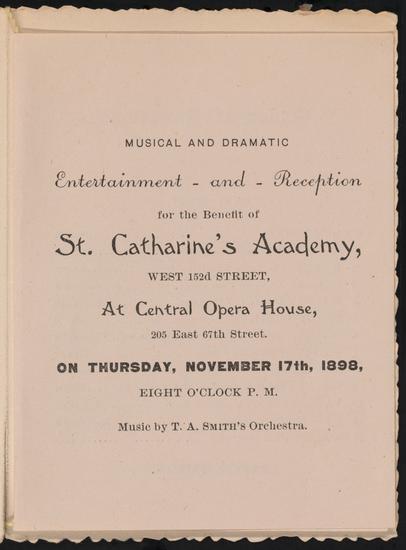 MUSICAL AND DRAMATIC
Entertainment - and - Reception
for the Benefit of
St. Catharine's Academy,
WEST 152d STREET,
At Central Opera House,
205 East 67th Street.
ON THURSDAY, NOVEMBER 17th, 1898,
EIGHT O'CLOCK P. M.
Music by T. A. SMITH'S Orchestra.